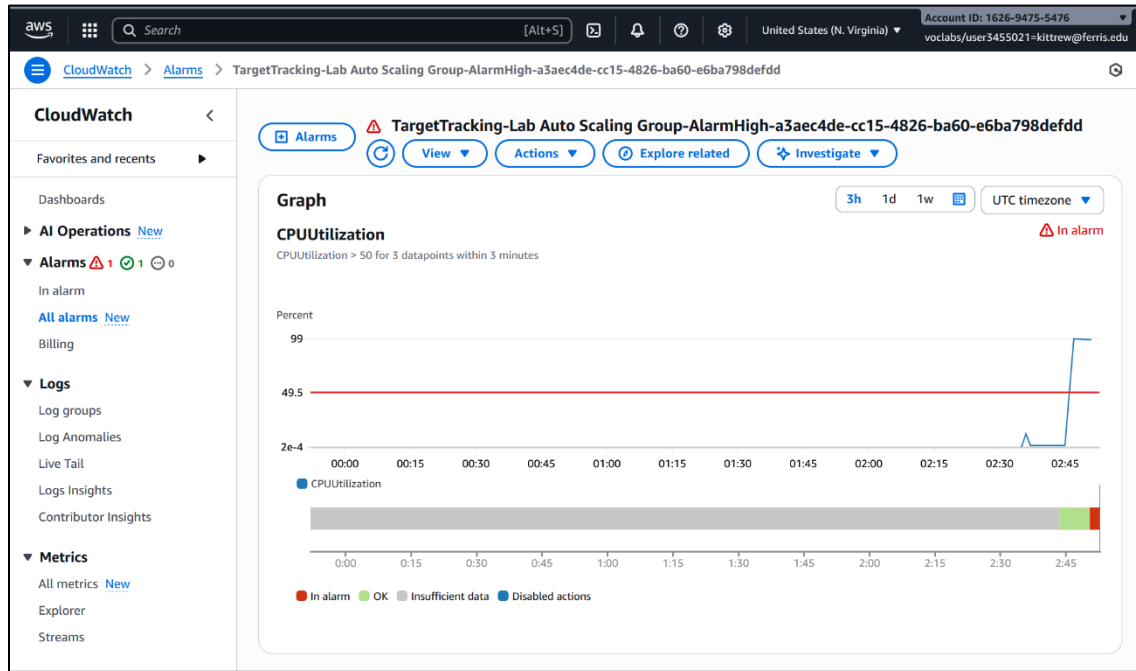 aws
Search [Alt+S]
United States (N. Virginia) ▼
Account ID: 1626-9475-5476 ▼
voclabs/user3455021=kittrew@ferris.edu
CloudWatch > Alarms > TargetTracking-Lab Auto Scaling Group-AlarmHigh-a3aec4de-cc15-4826-ba60-e6ba798defdd
CloudWatch
Favorites and recents
Dashboards
AI Operations New
Alarms 1 1 0
In alarm
All alarms New
Billing
Logs
Log groups
Log Anomalies
Live Tail
Logs Insights
Contributor Insights
Metrics
All metrics New
Explorer
Streams
Alarms
TargetTracking-Lab Auto Scaling Group-AlarmHigh-a3aec4de-cc15-4826-ba60-e6ba798defdd
View ▼ Actions ▼ Explore related Investigate ▼
Graph
3h 1d 1w UTC timezone ▼
CPUUtilization
In alarm
CPUUtilization > 50 for 3 datapoints within 3 minutes
Percent
99
49.5
2e-4
00:00 00:15 00:30 00:45 01:00 01:15 01:30 01:45 02:00 02:15 02:30 02:45
CPUUtilization
0:00 0:15 0:30 0:45 1:00 1:15 1:30 1:45 2:00 2:15 2:30 2:45
In alarm OK Insufficient data Disabled actions